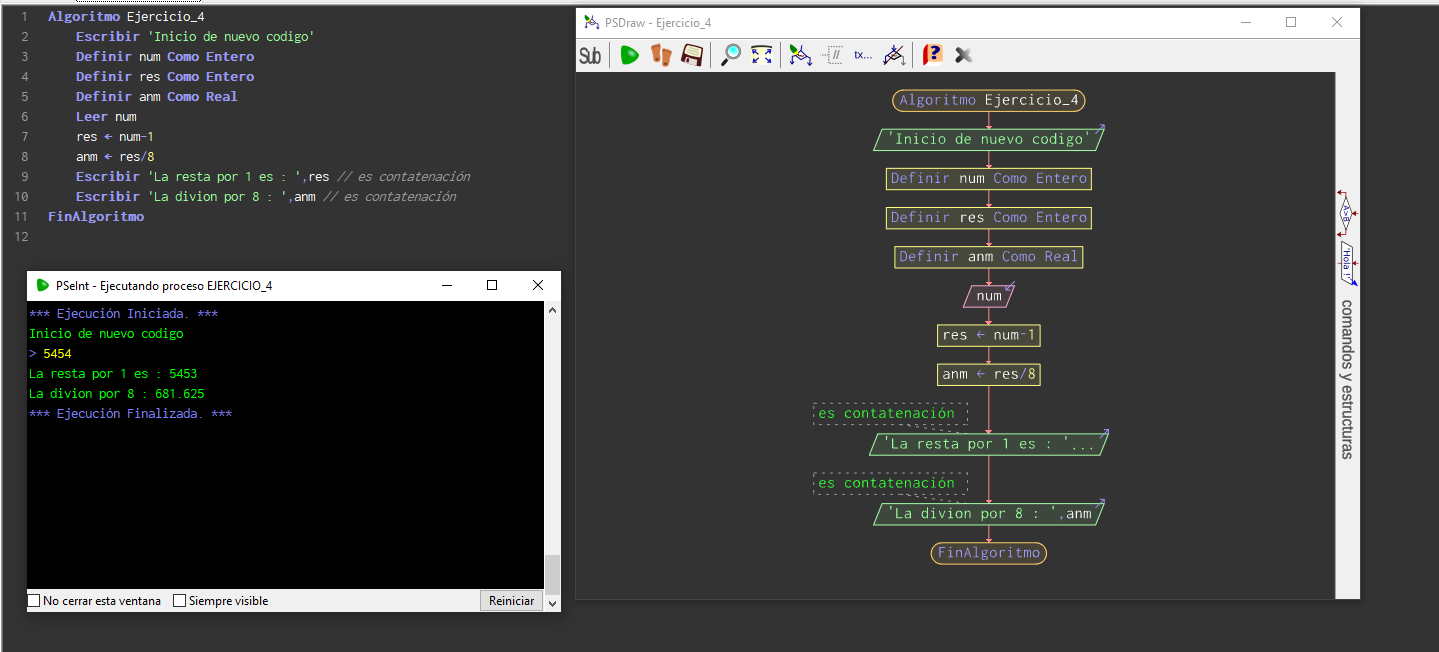 1 Algoritmo Ejercicio_4
2 Escribir 'Inicio de nuevo codigo'
3 Definir num Como Entero
4 Definir res Como Entero
5 Definir anm Como Real
6 Leer num
7 res ← num-1
8 anm ← res/8
9 Escribir 'La resta por 1 es : ',res // es contatenación
10 Escribir 'La divion por 8 : ',anm // es contatenación
11 FinAlgoritmo
12
PSeInt - Ejecutando proceso EJERCICIO_4
*** Ejecución Iniciada. ***
Inicio de nuevo codigo
> 5454
La resta por 1 es : 5453
La divion por 8 : 681.625
*** Ejecución Finalizada. ***
No cerrar esta ventana
Siempre visible
Reiniciar
PSDraw - Ejercicio_4
Sub
tx...
?
Algoritmo Ejercicio_4
'Inicio de nuevo codigo'
Definir num Como Entero
Definir res Como Entero
Definir anm Como Real
num
res ← num-1
anm ← res/8
es contatenación
'La resta por 1 es : '...
es contatenación
'La divion por 8 : ',anm
FinAlgoritmo
A>B
'Hola !'
comandos y estructuras